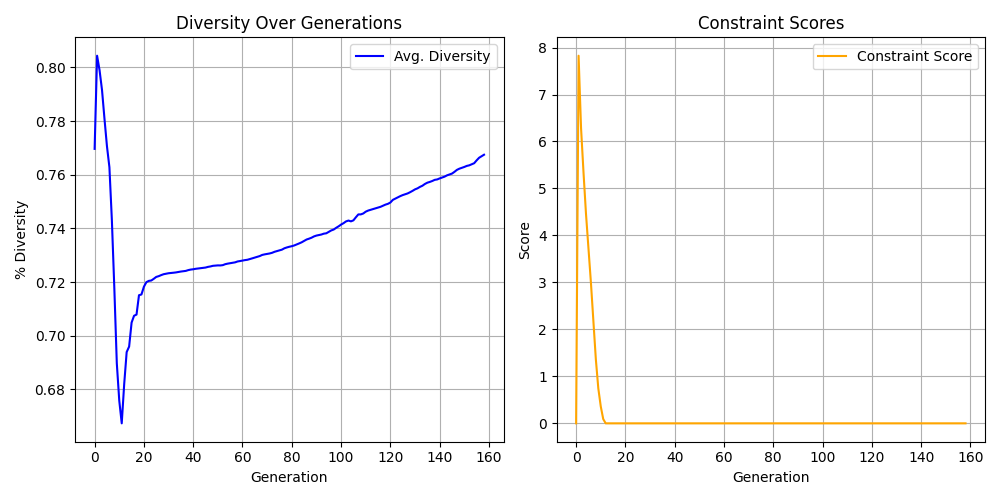 Diversity Over Generations
Avg. Diversity
% Diversity
0.80
0.78
0.76
0.74
0.72
0.70
0.68
0 20 40 60 80 100 120 140 160
Generation
Constraint Scores
Constraint Score
Score
8
7
6
5
4
3
2
1
0
0 20 40 60 80 100 120 140 160
Generation